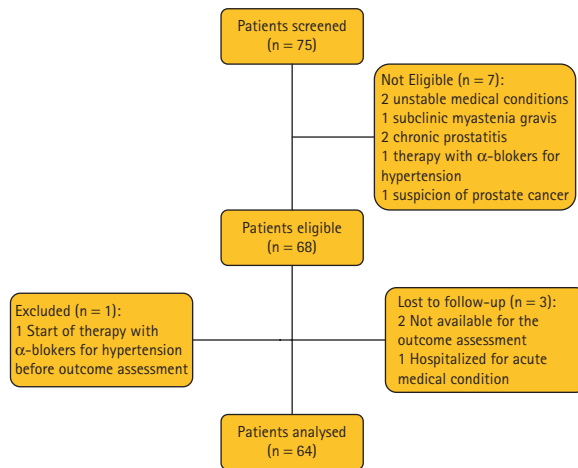 Patients screened
(n = 75)
Not Eligible (n = 7):
2 unstable medical conditions
1 subclinic myastenia gravis
2 chronic prostatitis
1 therapy with α-blokers for
hypertension
1 suspicion of prostate cancer
Patients eligible
(n = 68)
Excluded (n = 1):
1 Start of therapy with
α-blokers for hypertension
before outcome assessment
Lost to follow-up (n = 3):
2 Not available for the
outcome assessment
1 Hospitalized for acute
medical condition
Patients analysed
(n = 64)